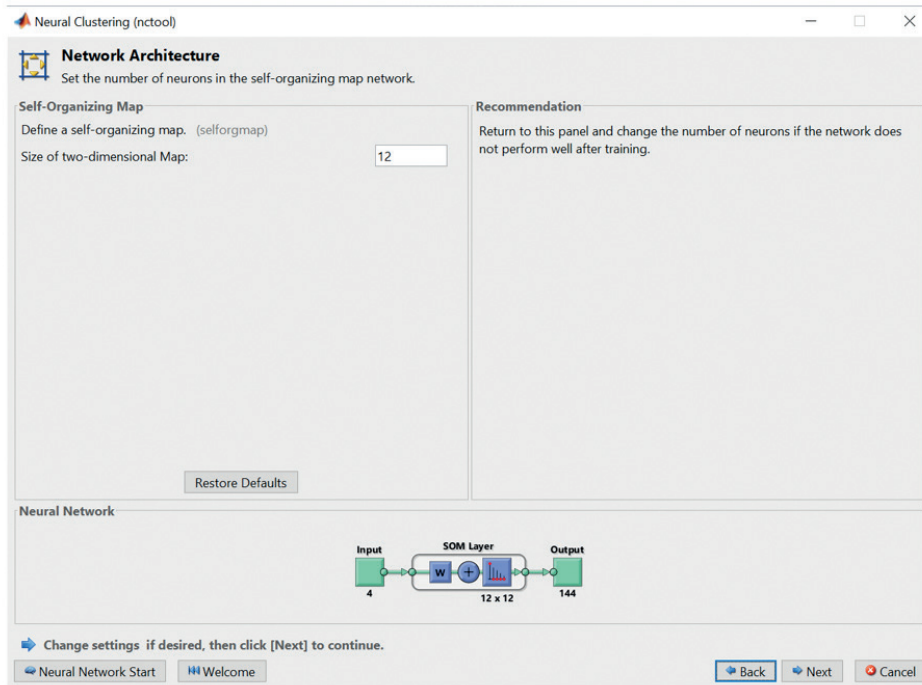 Neural Clustering (nctool)
Network Architecture
Set the number of neurons in the self-organizing map network.
Self-Organizing Map
Define a self-organizing map. (selforgmap)
Size of two-dimensional Map: 12
Restore Defaults
Recommendation
Return to this panel and change the number of neurons if the network does
not perform well after training.
Neural Network
Input SOM Layer Output
W +
4 12 x 12 144
Change settings if desired, then click [Next] to continue.
Neural Network Start Welcome Back Next Cancel